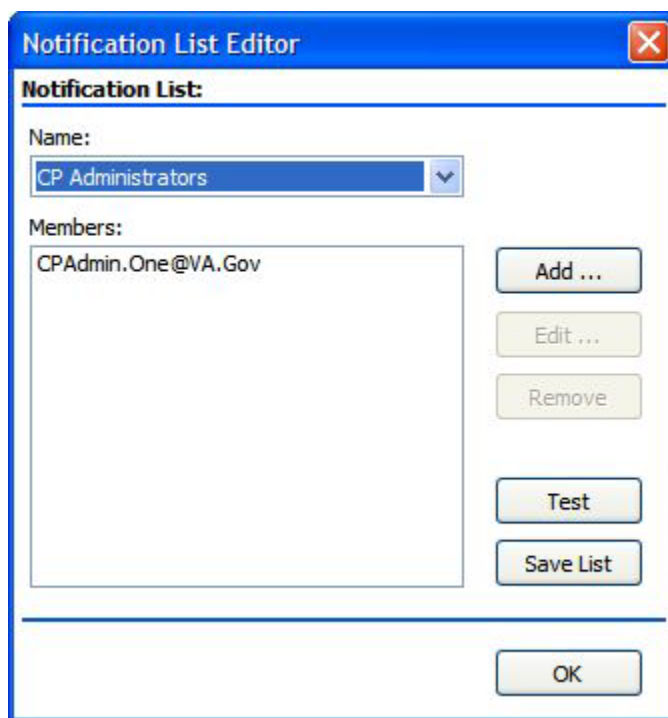 Notification List Editor
Notification List:
Name:
CP Administrators
Members:
CPAdmin.One@VA.Gov
Add ...
Edit ...
Remove
Test
Save List
OK